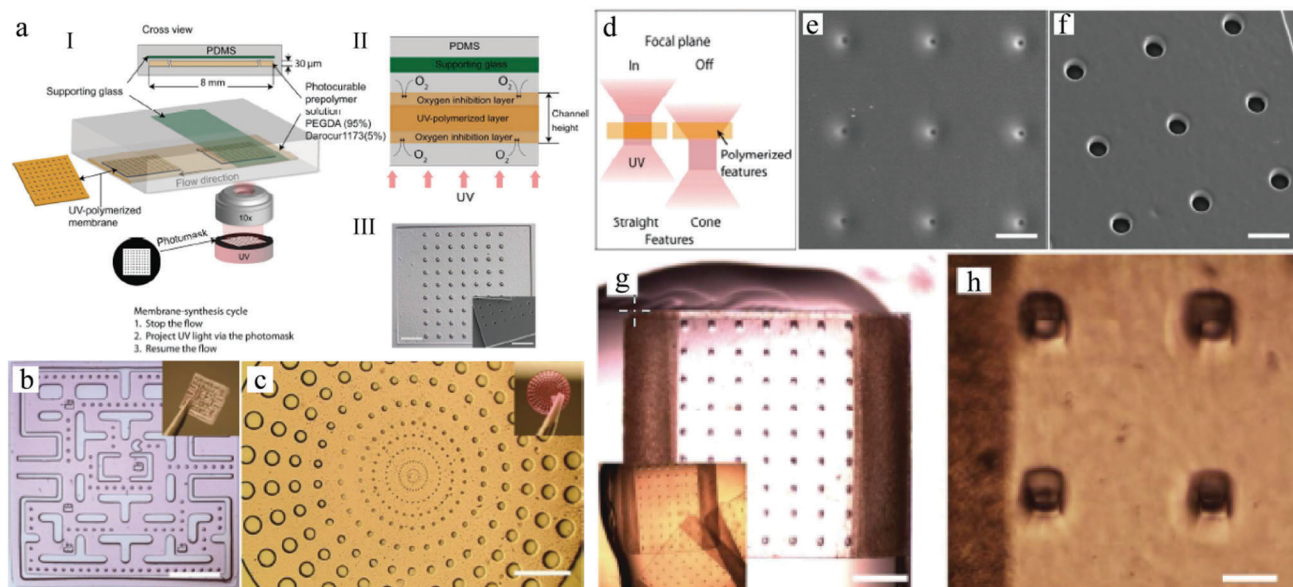 a
I
Cross view
PDMS
30 µm
8 mm
Supporting glass
Photocurable
prepolymer
solution
PEGDA (95%)
Darocur1173(5%)
Flow direction
UV-polymerized
membrane
10x
Photomask
UV
Membrane-synthesis cycle
1. Stop the flow
2. Project UV light via the photomask
3. Resume the flow
II
PDMS
Supporting glass
O2 O2
Oxygen inhibition layer
UV-polymerized layer
Oxygen inhibition layer
Channel
height
O2 O2
UV
III
b
c
d
Focal plane
In Off
UV
Polymerized
features
Straight Cone
Features
e
f
g
h